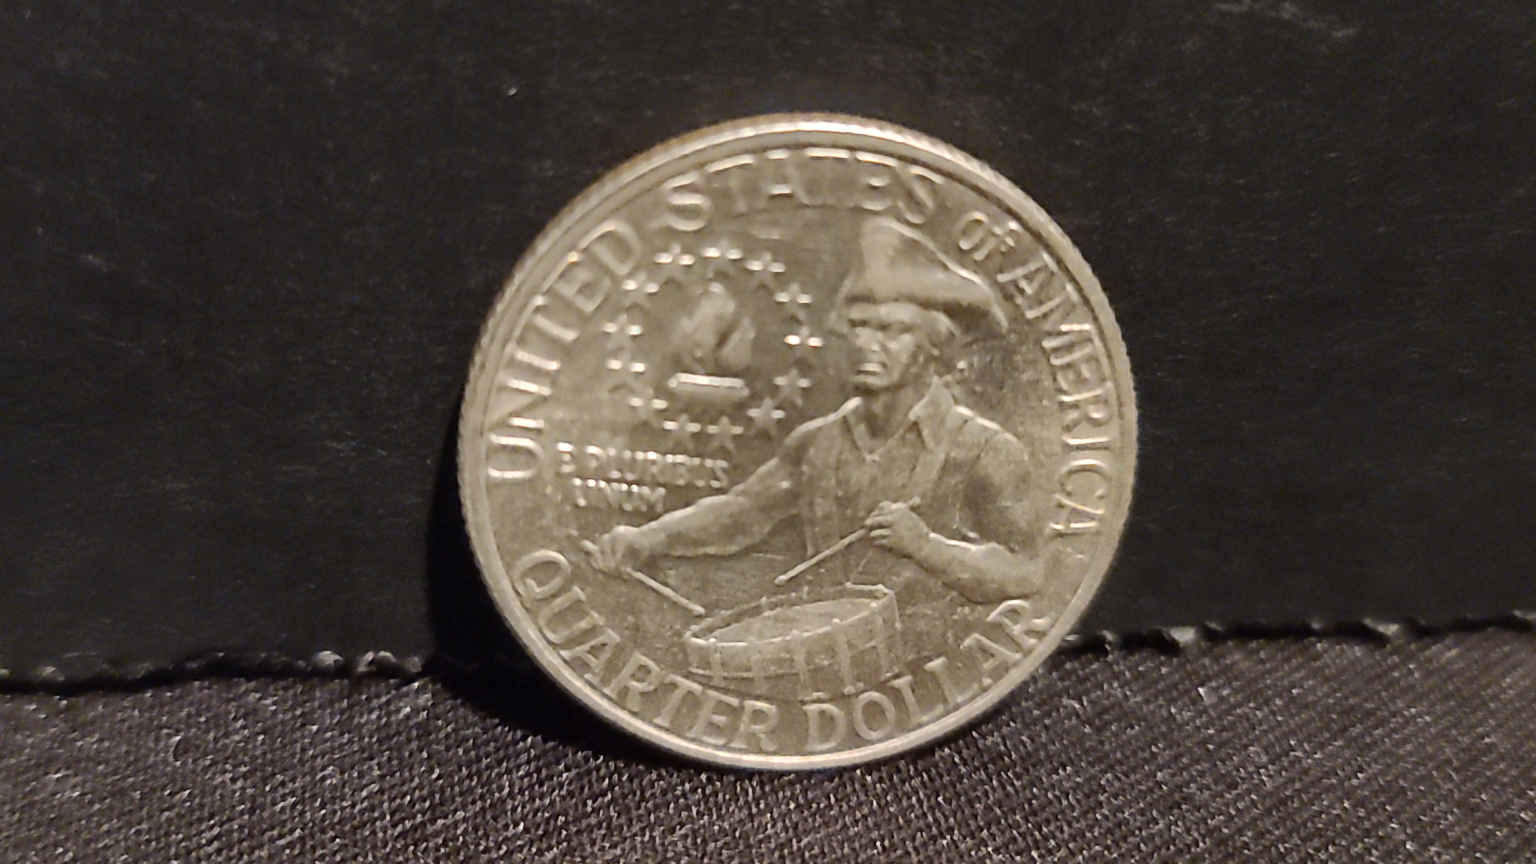 UNITED STATES of AMERICA
E PLURIBUS
UNUM
QUARTER DOLLAR